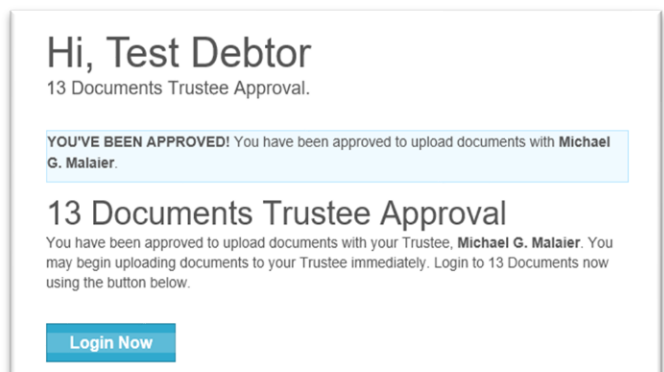 Hi, Test Debtor
13 Documents Trustee Approval.
YOU'VE BEEN APPROVED! You have been approved to upload documents with Michael
G. Malaier.
13 Documents Trustee Approval
You have been approved to upload documents with your Trustee, Michael G. Malaier. You
may begin uploading documents to your Trustee immediately. Login to 13 Documents now
using the button below.
Login Now